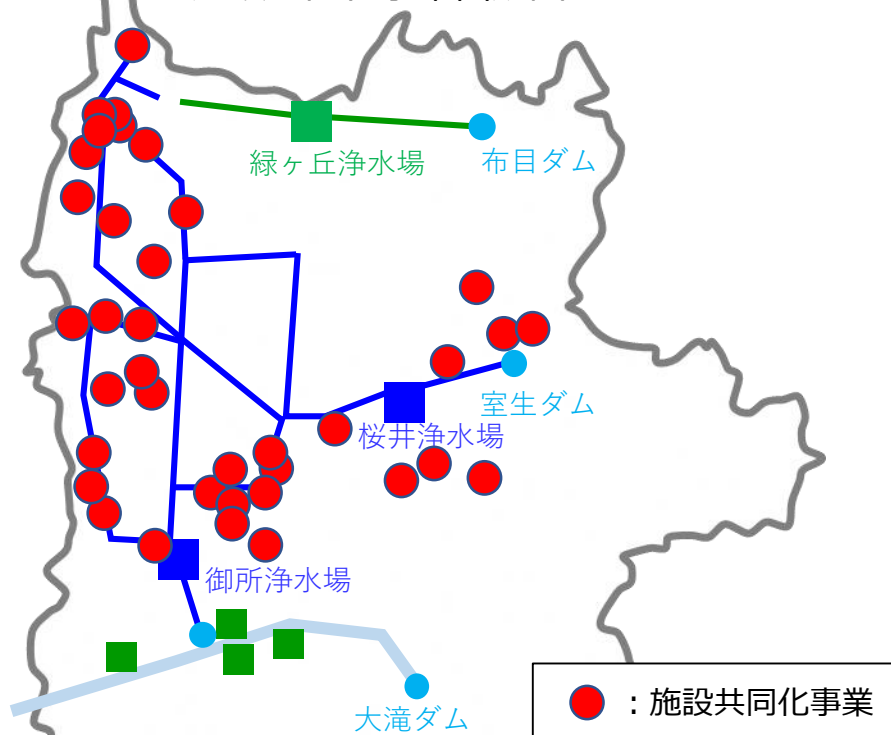 緑ヶ丘浄水場
布目ダム
室生ダム
桜井浄水場
御所浄水場
大滝ダム
：施設共同化事業